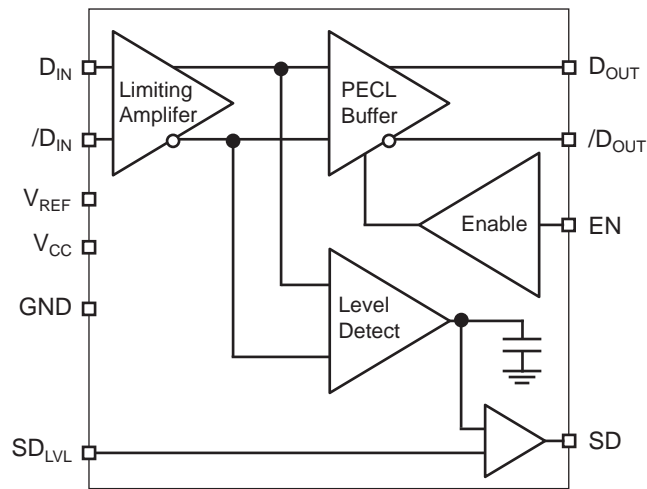 D_IN
Limiting
Amplifer
PECL
Buffer
D_OUT
/D_IN
/D_OUT
V_REF
Enable
EN
V_CC
GND
Level
Detect
SD_LVL
SD